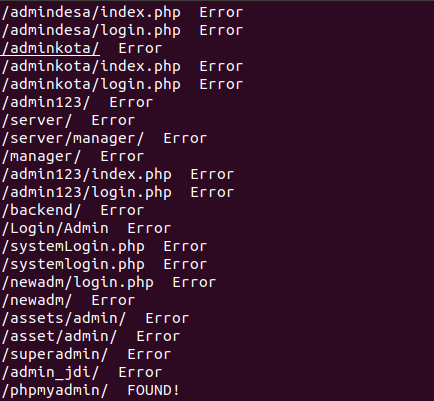 /admindesa/index.php  Error
/admindesa/login.php  Error
/adminkota/  Error
/adminkota/index.php  Error
/adminkota/login.php  Error
/admin123/  Error
/server/  Error
/server/manager/  Error
/manager/  Error
/admin123/index.php  Error
/admin123/login.php  Error
/backend/  Error
/Login/Admin  Error
/systemLogin.php  Error
/systemlogin.php  Error
/newadm/login.php  Error
/newadm/  Error
/assets/admin/  Error
/asset/admin/  Error
/superadmin/  Error
/admin_jdi/  Error
/phpmyadmin/  FOUND!